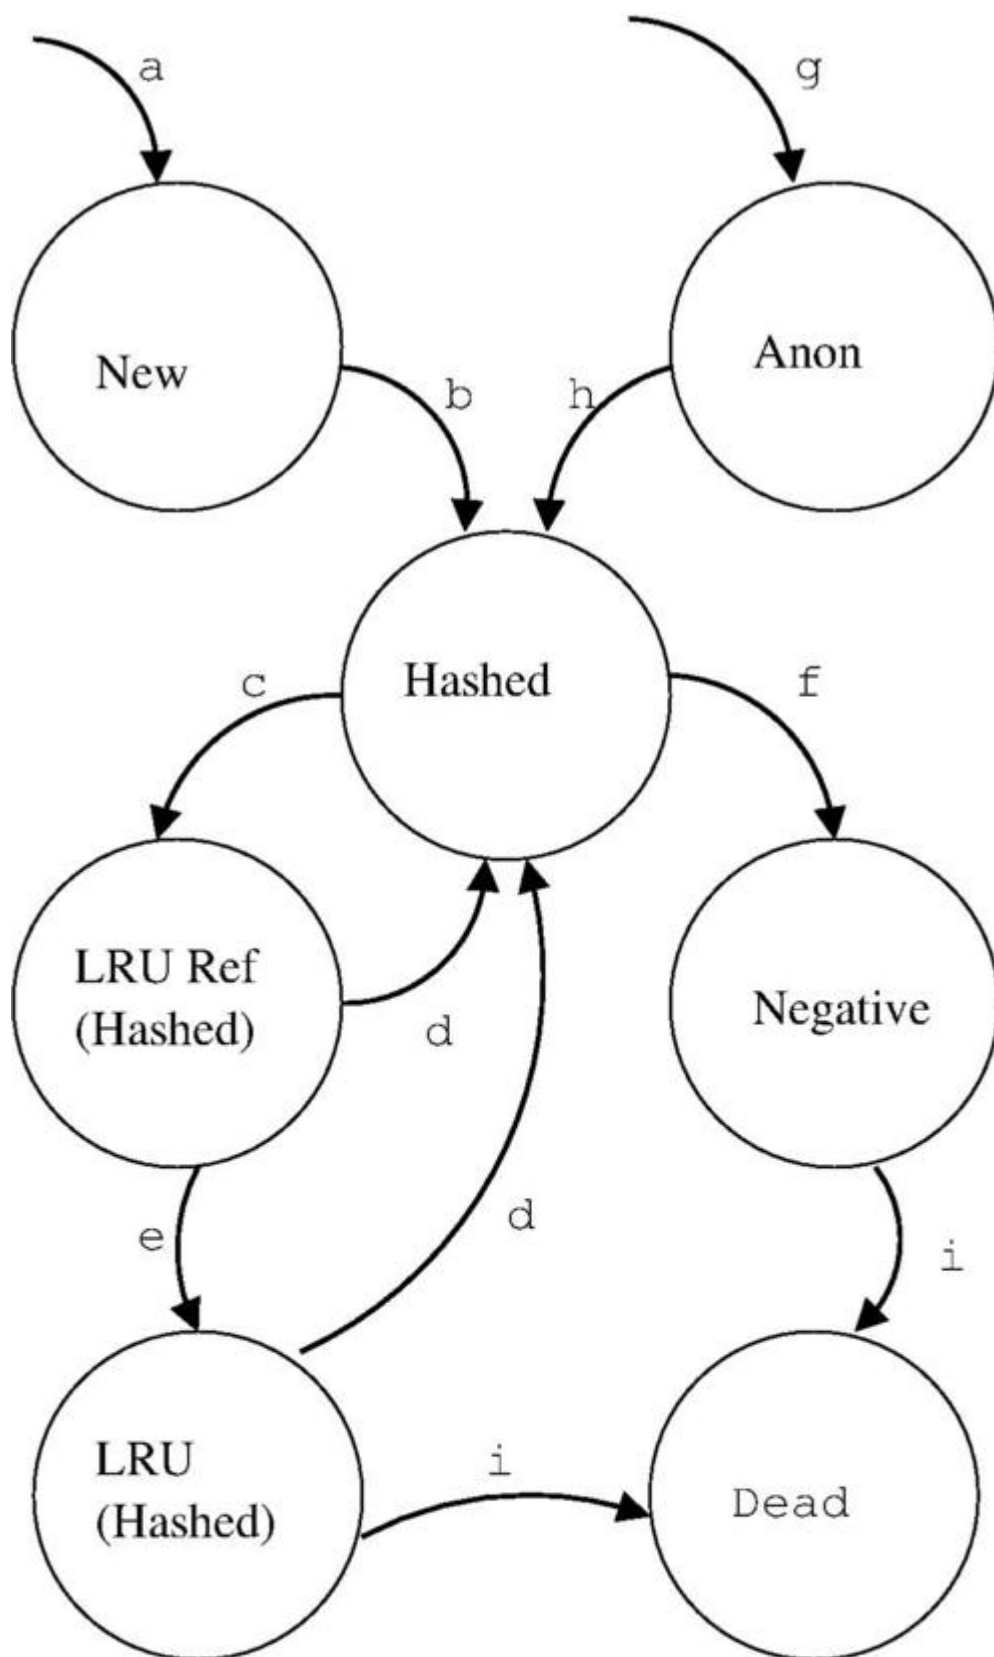 a
g
New
Anon
b
h
Hashed
c
f
LRU Ref
(Hashed)
d
Negative
e
d
i
LRU
(Hashed)
i
Dead